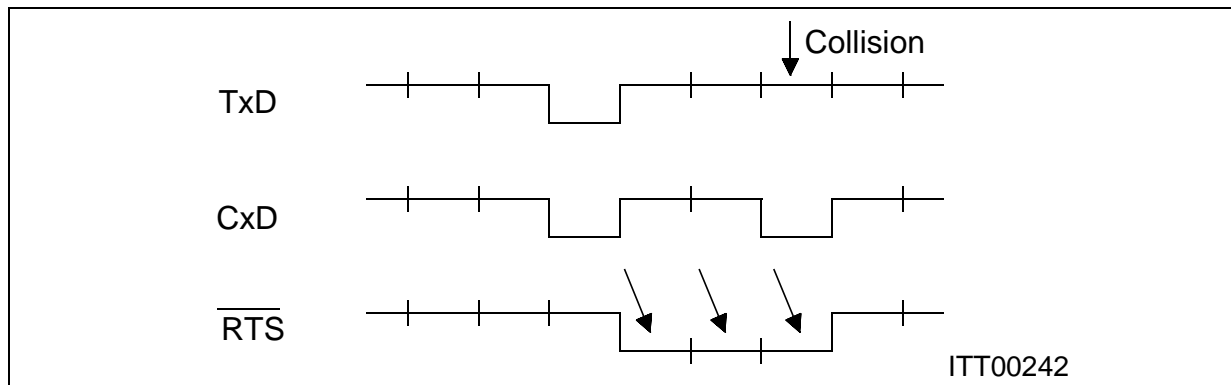 Collision
TxD
CxD
RTS
ITT00242